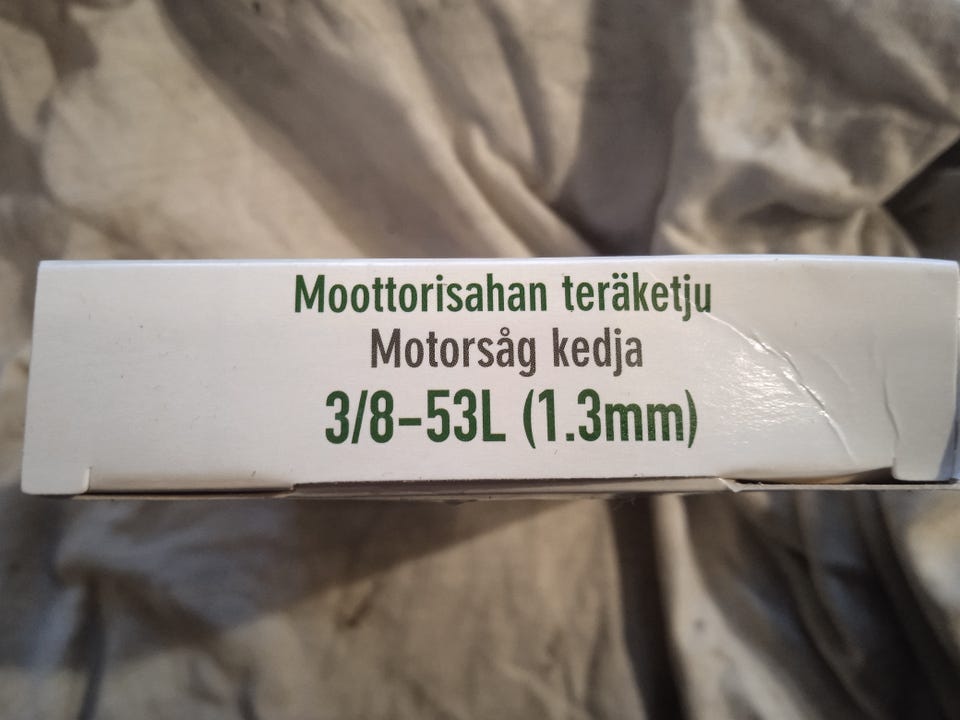 Moottorisahan teräketju
Motorsåg kedja
3/8-53L (1.3mm)